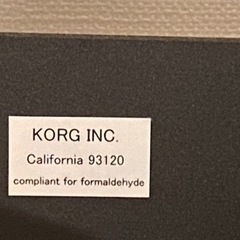 KORG INC.
California 93120
compliant for formaldehyde